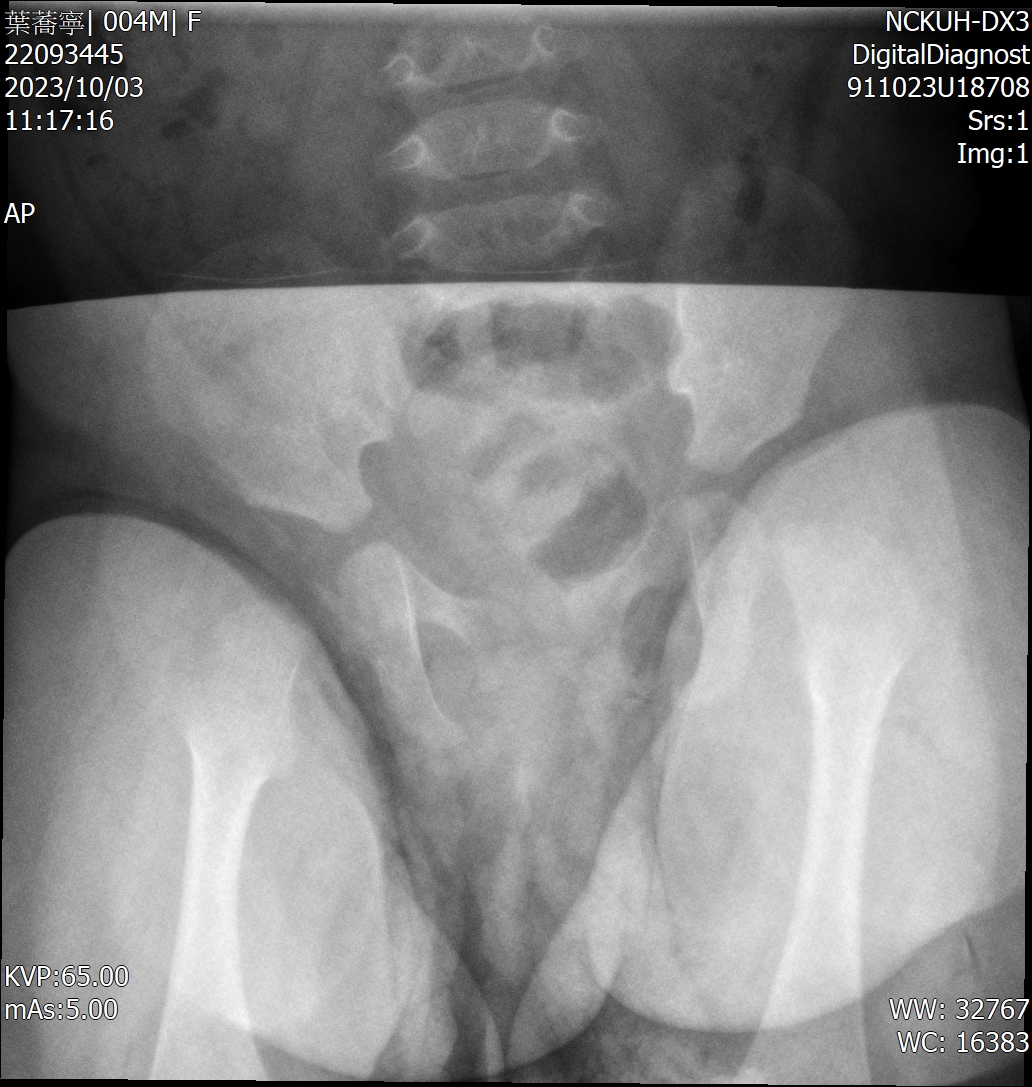 葉蕎寧| 004M| F
22093445
2023/10/03
11:17:16
AP
NCKUH-DX3
DigitalDiagnost
911023U18708
Srs:1
Img:1
KVP:65.00
mAs:5.00
WW: 32767
WC: 16383